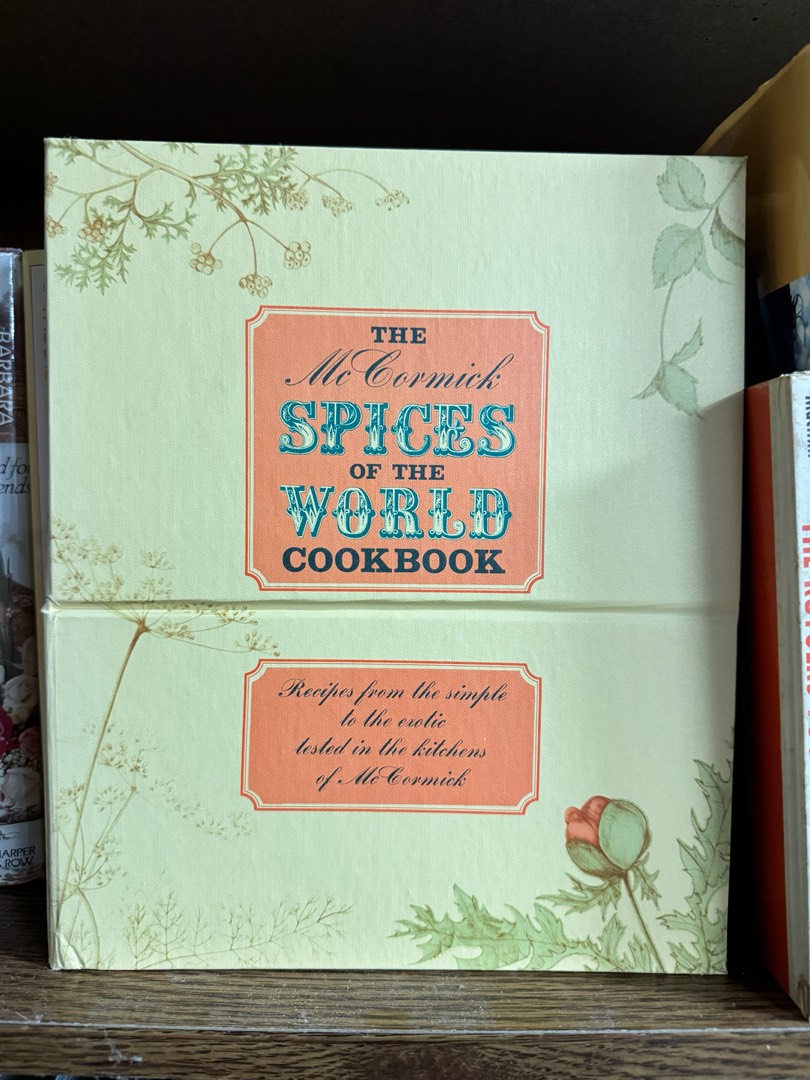 THE
McCormick
SPICES
OF THE
WORLD
COOKBOOK
Recipes from the simple
to the exotic
tested in the kitchens
of McCormick
BARBARA
HARPER
& ROW